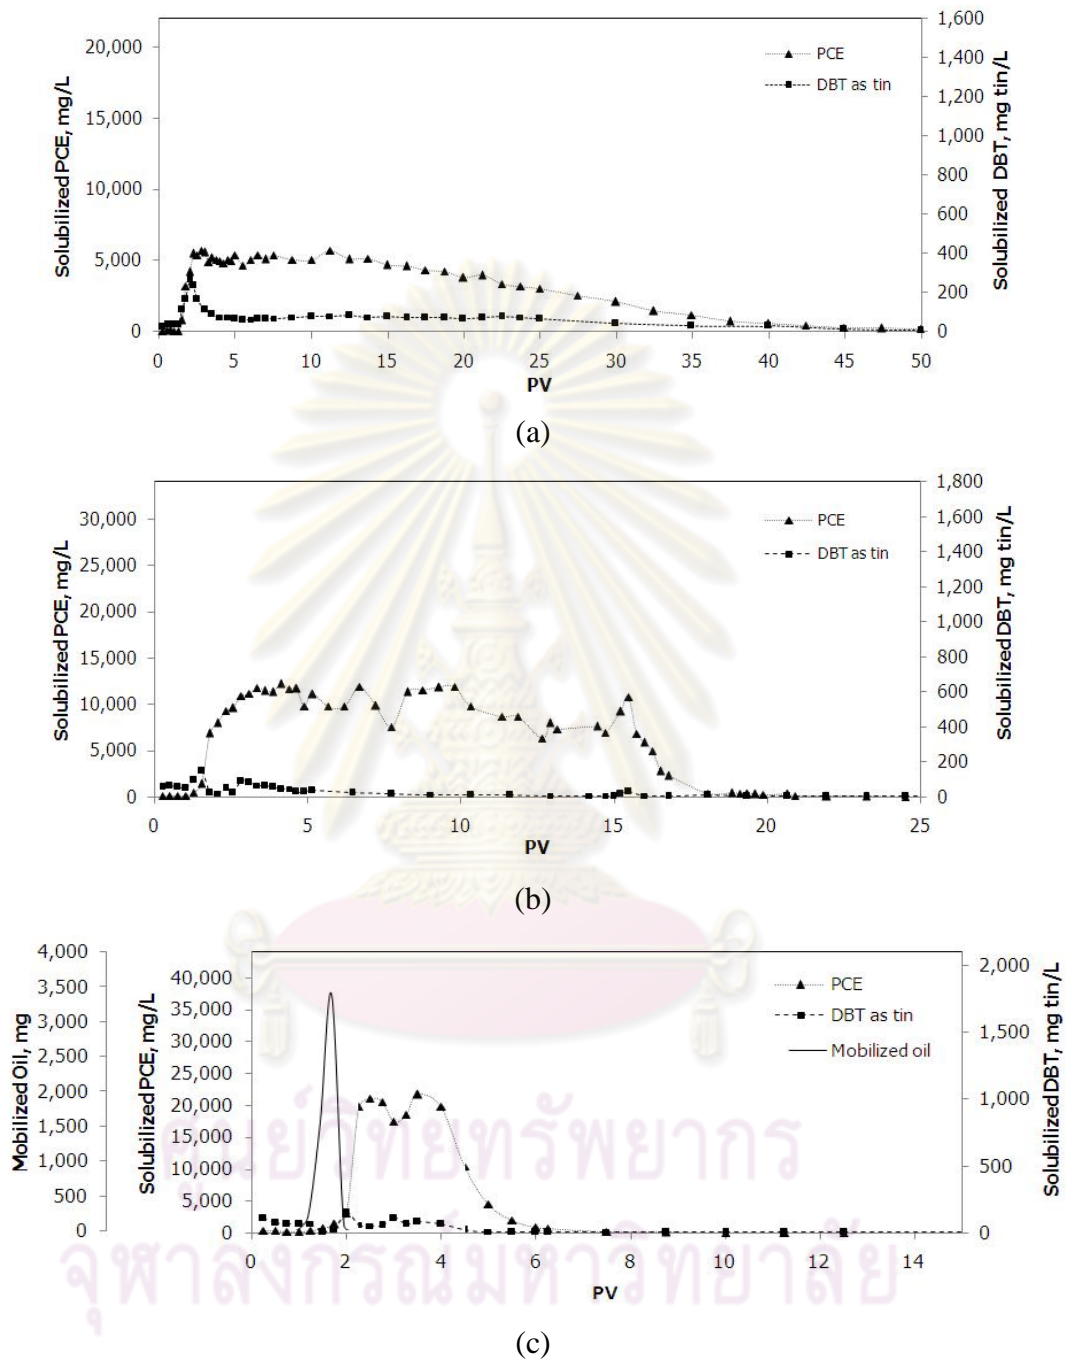 20,000
15,000
10,000
5,000
0
Solubilized PCE, mg/L
1,600
1,400
1,200
1,000
800
600
400
200
0
Solubilized DBT, mg tin/L
PCE
DBT as tin
0 5 10 15 20 25 30 35 40 45 50
PV
(a)
30,000
25,000
20,000
15,000
10,000
5,000
0
Solubilized PCE, mg/L
1,800
1,600
1,400
1,200
1,000
800
600
400
200
0
Solubilized DBT, mg tin/L
PCE
DBT as tin
0 5 10 15 20 25
PV
(b)
4,000
3,500
3,000
2,500
2,000
1,500
1,000
500
0
Mobilized Oil, mg
40,000
35,000
30,000
25,000
20,000
15,000
10,000
5,000
0
Solubilized PCE, mg/L
2,000
1,500
1,000
500
0
Solubilized DBT, mg tin/L
PCE
DBT as tin
Mobilized oil
0 2 4 6 8 10 12 14
PV
(c)
ศูนย์วิทยทรัพยากร
จุฬาลงกรณ์มหาวิทยาลัย